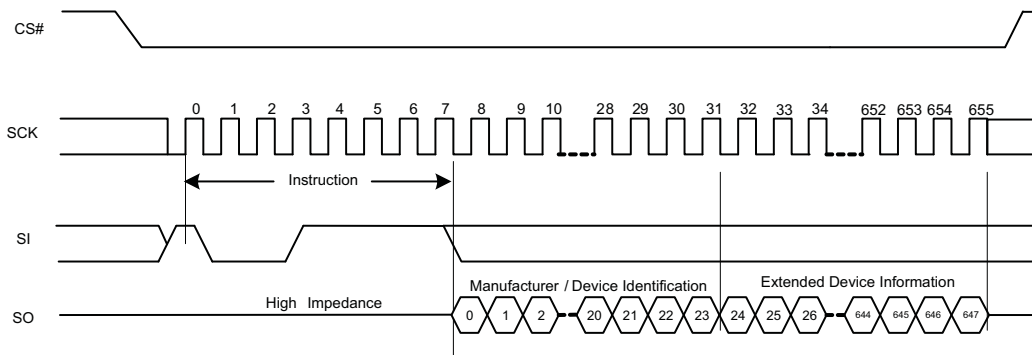 CS#
0 1 2 3 4 5 6 7 8 9 10 28 29 30 31 32 33 34 652 653 654 655
SCK
Instruction
SI
Manufacturer / Device Identification Extended Device Information
High Impedance
SO 0 1 2 20 21 22 23 24 25 26 644 645 646 647